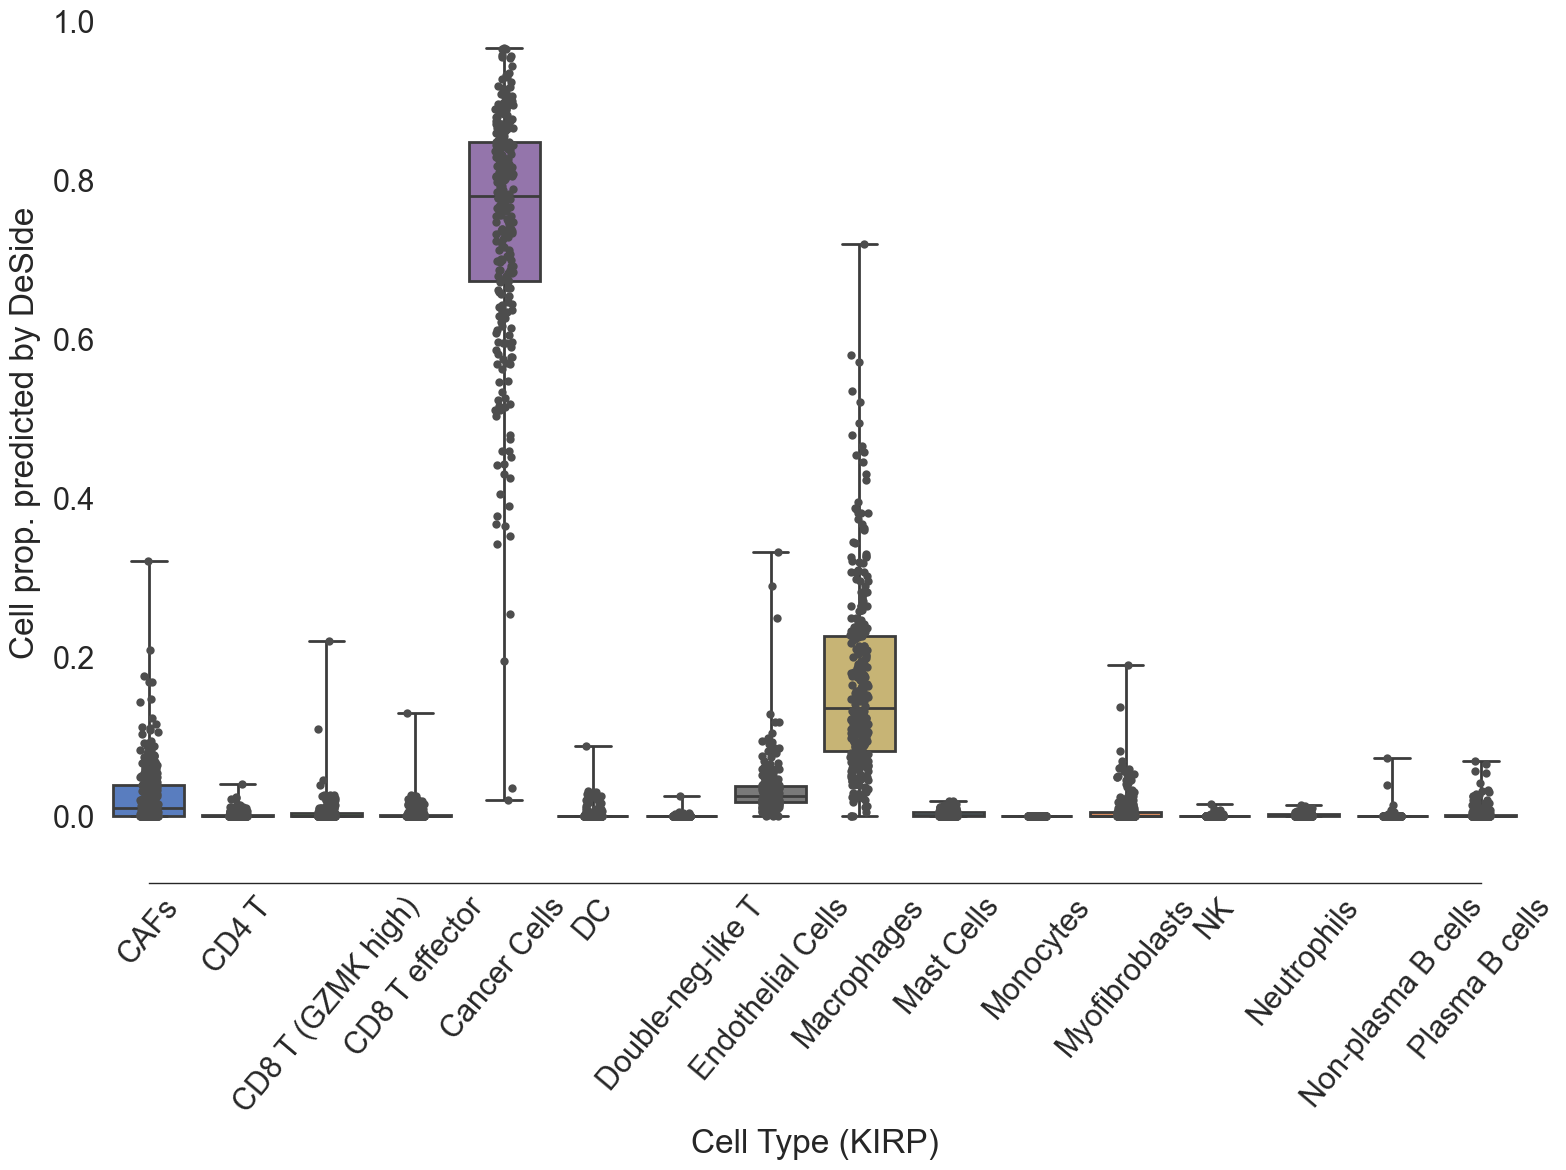 Cell prop. predicted by DeSide
1.0
0.8
0.6
0.4
0.2
0.0
CAFs
CD4 T
CD8 T (GZMK high)
CD8 T effector
Cancer Cells
DC
Double-neg-like T
Endothelial Cells
Macrophages
Mast Cells
Monocytes
Myofibroblasts
NK
Neutrophils
Non-plasma B cells
Plasma B cells
Cell Type (KIRP)